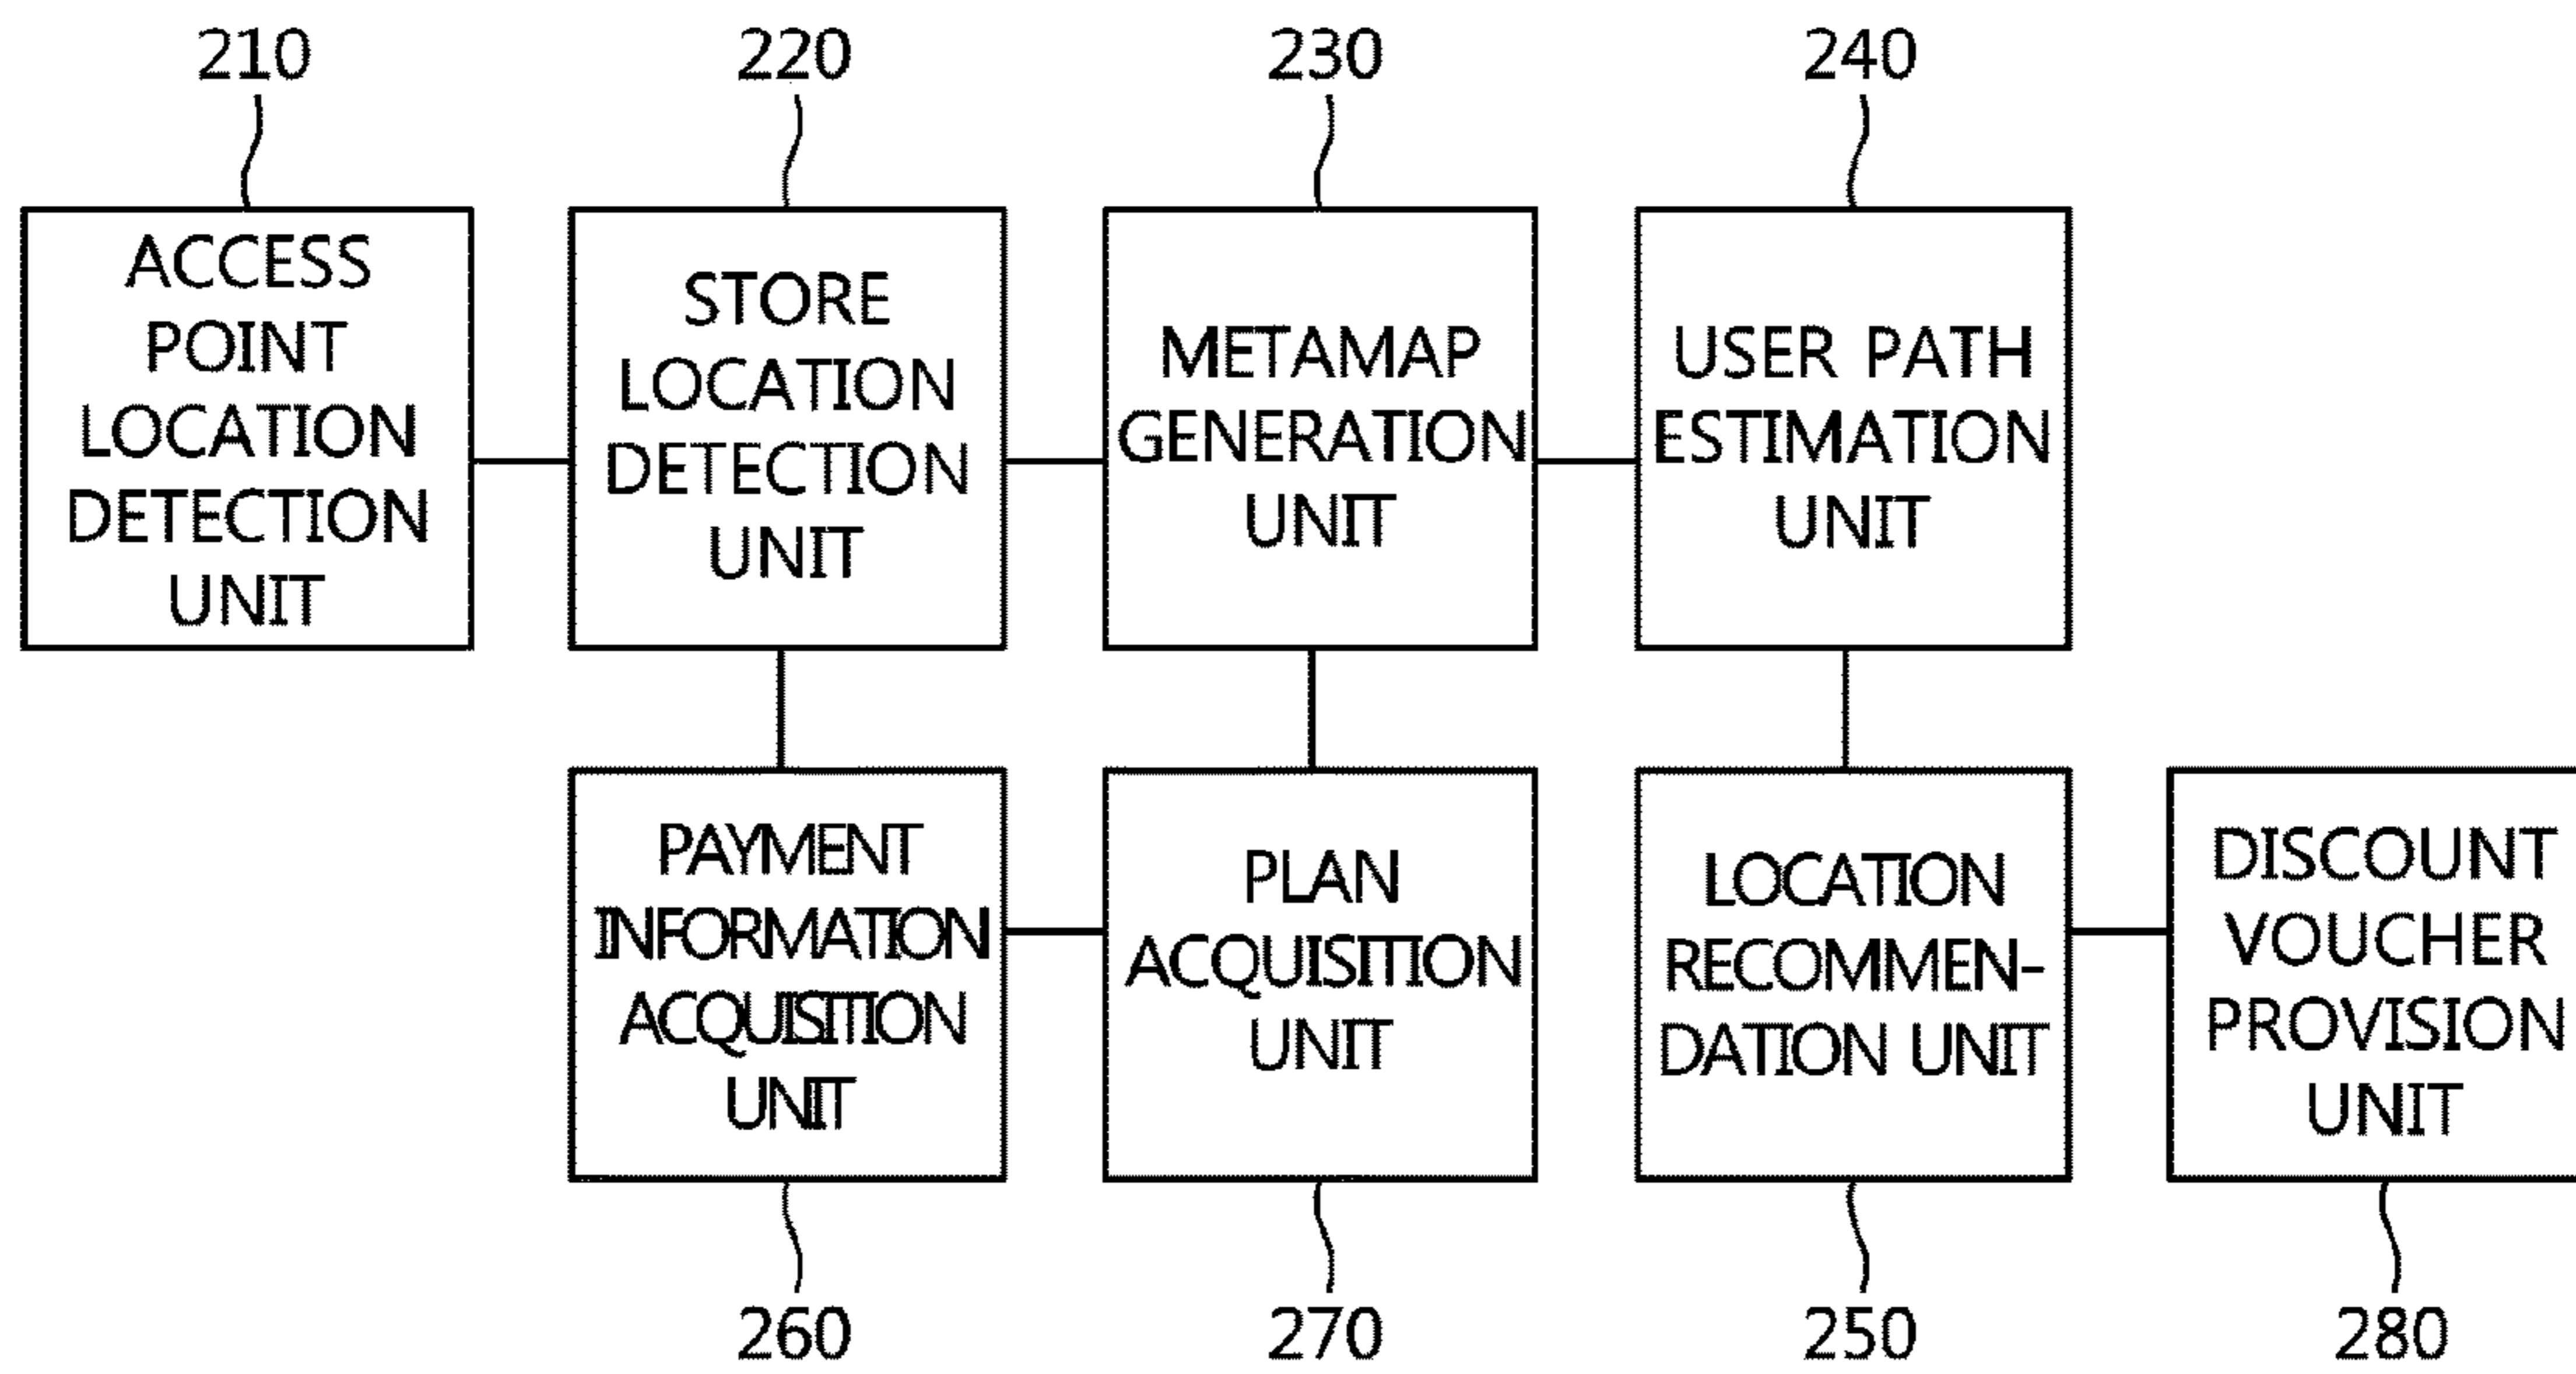 210
220
230
240
ACCESS
POINT
LOCATION
DETECTION
UNIT
STORE
LOCATION
DETECTION
UNIT
METAMAP
GENERATION
UNIT
USER PATH
ESTIMATION
UNIT
PAYMENT
INFORMATION
ACQUISITION
UNIT
PLAN
ACQUISITION
UNIT
LOCATION
RECOMMEN-
DATION UNIT
DISCOUNT
VOUCHER
PROVISION
UNIT
260
270
250
280